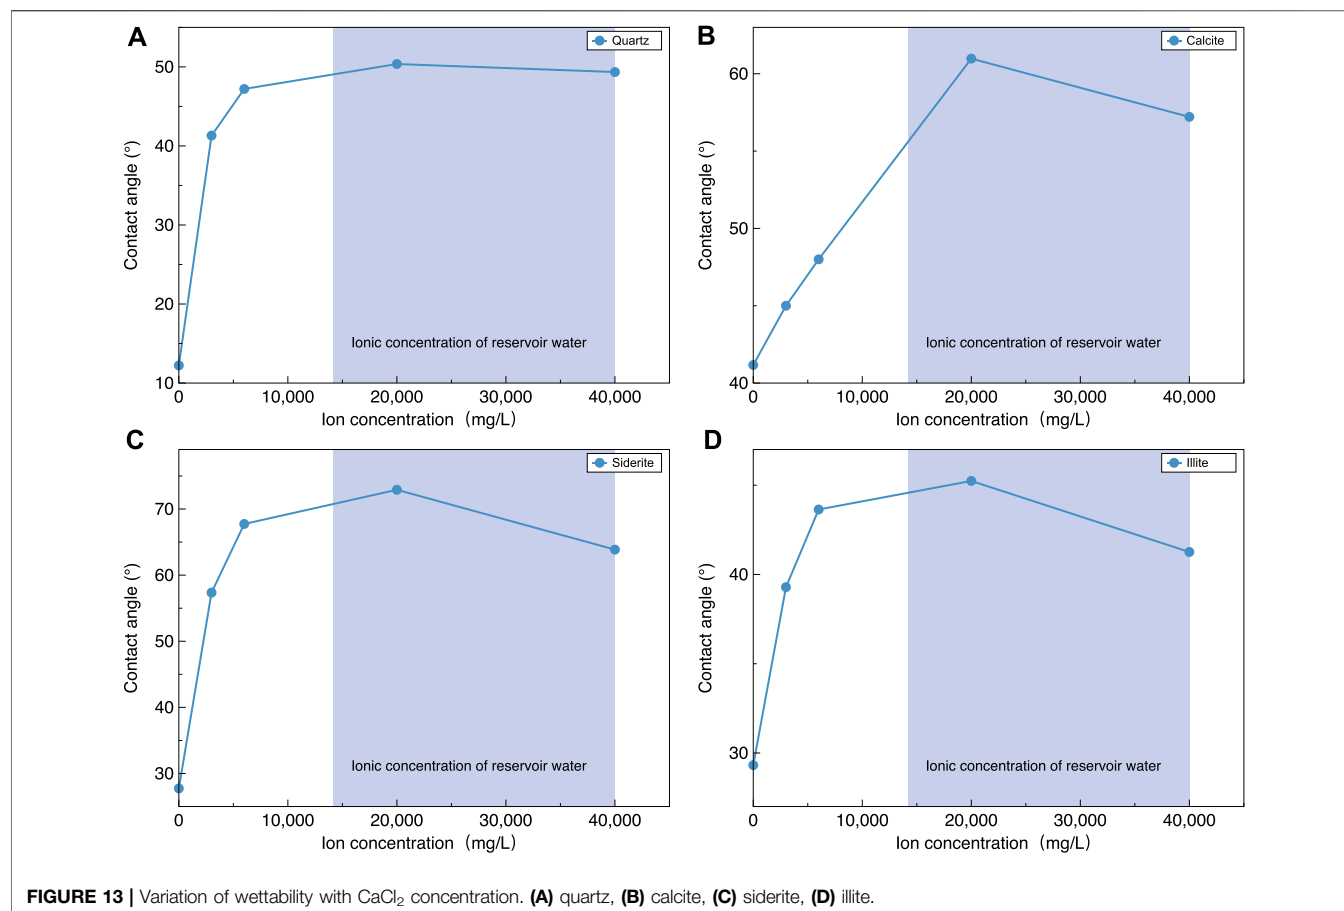 A
Quartz
50
40
30
20
10
Contact angle (°)
Ionic concentration of reservoir water
0 10,000 20,000 30,000 40,000
Ion concentration (mg/L)
B
Calcite
60
50
40
Contact angle (°)
Ionic concentration of reservoir water
0 10,000 20,000 30,000 40,000
Ion concentration (mg/L)
C
Siderite
70
60
50
40
30
Contact angle (°)
Ionic concentration of reservoir water
0 10,000 20,000 30,000 40,000
Ion concentration (mg/L)
D
Illite
40
30
Contact angle (°)
Ionic concentration of reservoir water
0 10,000 20,000 30,000 40,000
Ion concentration (mg/L)
FIGURE 13 | Variation of wettability with CaCl₂ concentration. (A) quartz, (B) calcite, (C) siderite, (D) illite.